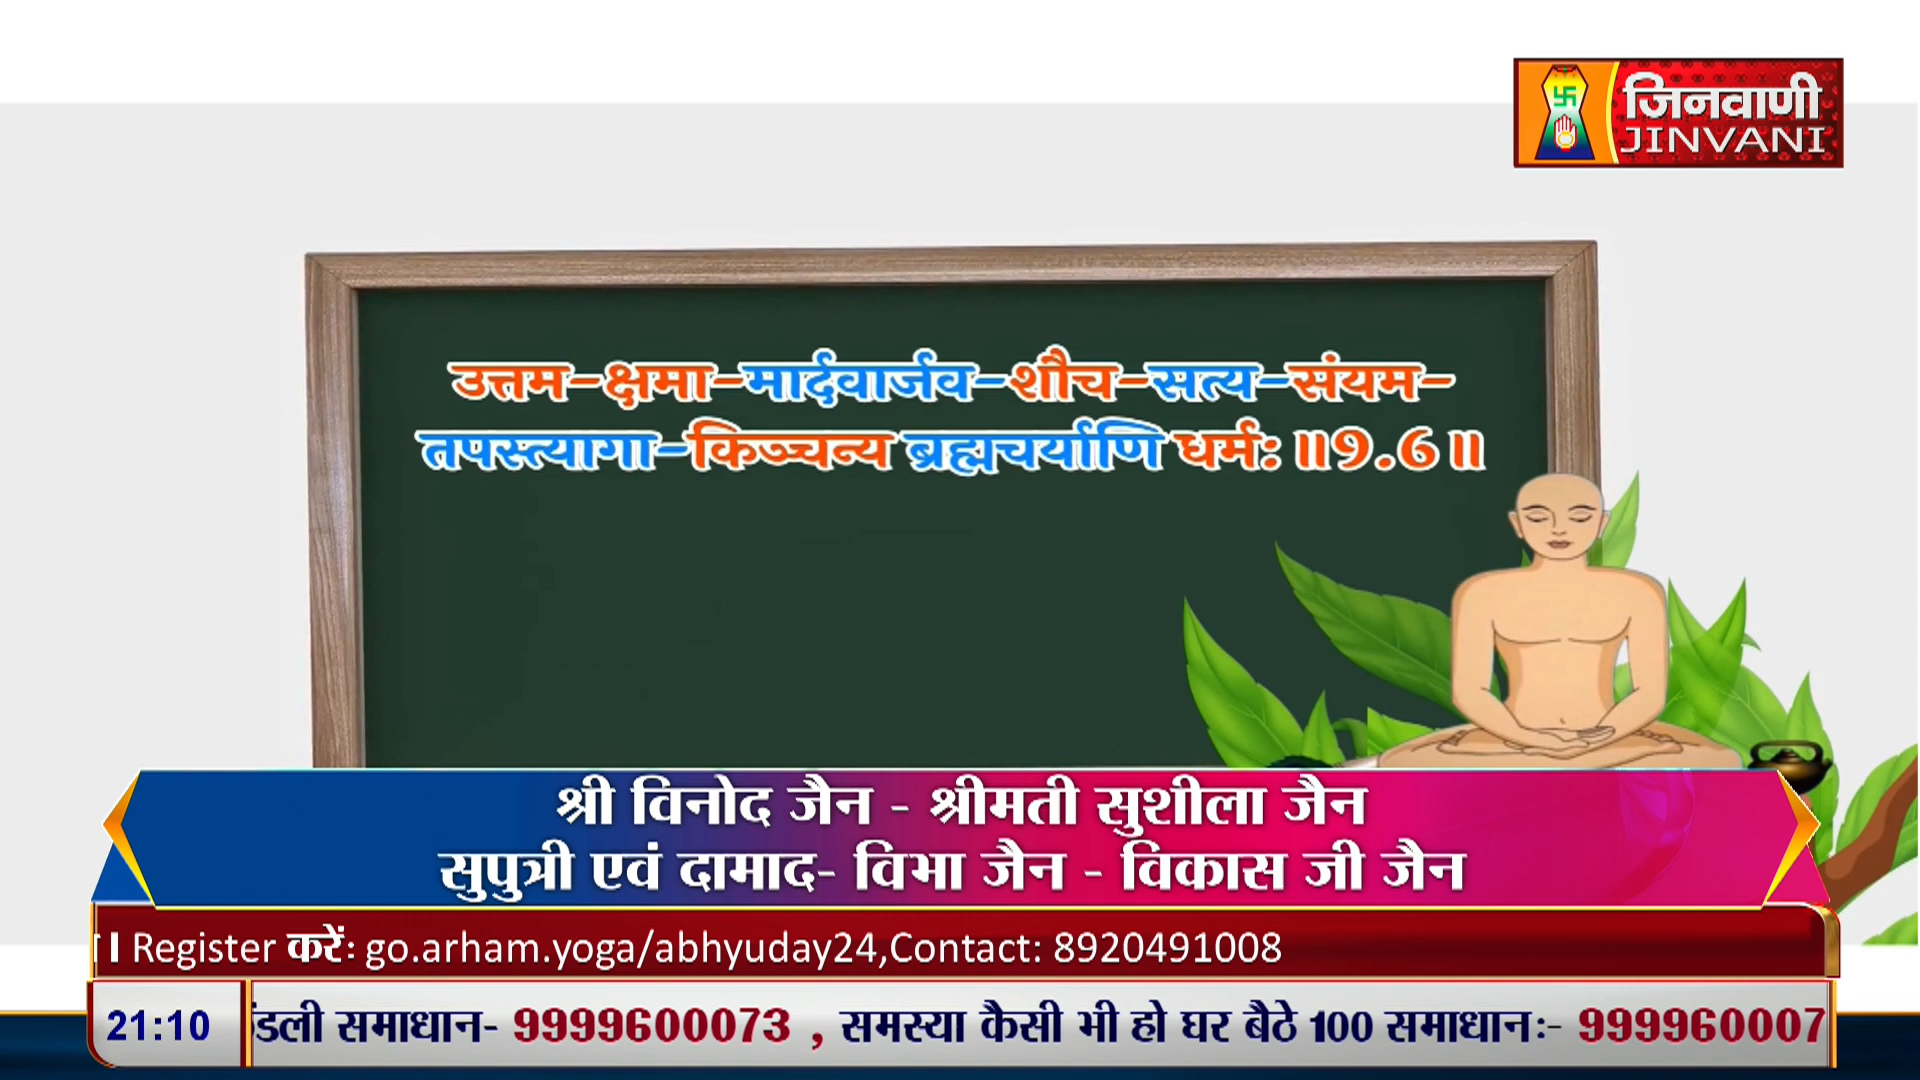 जिनवाणी
JINVANI
उत्तम-क्षमा-मार्दवार्जव-शौच-सत्य-संयम-
तपस्त्यागा-किञ्चन्य ब्रह्मचर्याणि धर्म: ॥9.6॥
श्री विनोद जैन - श्रीमती सुशीला जैन
सुपुत्री एवं दामाद- विभा जैन - विकास जी जैन
। Register करें: go.arham.yoga/abhyuday24,Contact: 8920491008
21:10
डली समाधान- 9999600073 , समस्या कैसी भी हो घर बैठे 100 समाधान:- 999960007